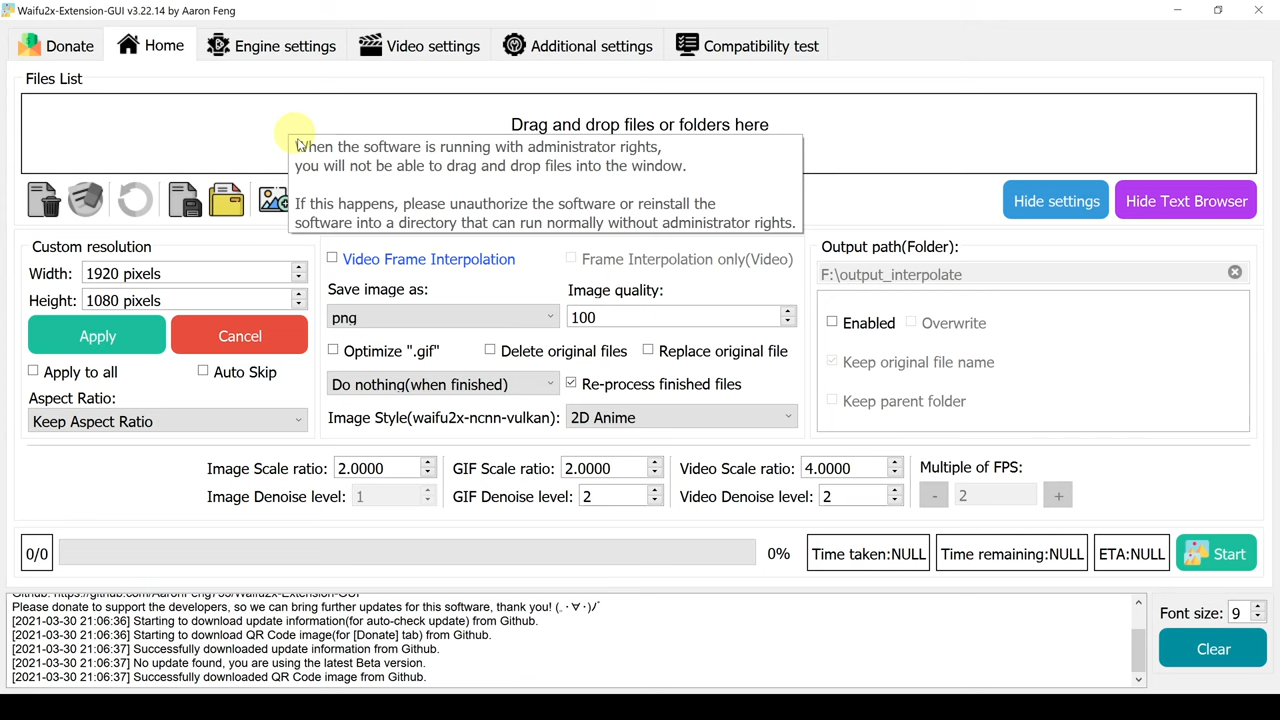 Waifu2x-Extension-GUI v3.22.14 by Aaron Feng
Donate
Home
Engine settings
Video settings
Additional settings
Compatibility test
Files List
Drag and drop files or folders here
When the software is running with administrator rights,
you will not be able to drag and drop files into the window.
If this happens, please unauthorize the software or reinstall the
software into a directory that can run normally without administrator rights.
Hide settings
Hide Text Browser
Custom resolution
Width: 1920 pixels
Height: 1080 pixels
Apply
Cancel
Apply to all
Auto Skip
Aspect Ratio:
Keep Aspect Ratio
Video Frame Interpolation
Frame Interpolation only(Video)
Save image as:
Image quality:
png
100
Optimize ".gif"
Delete original files
Replace original file
Do nothing(when finished)
Re-process finished files
Image Style(waifu2x-ncnn-vulkan): 2D Anime
Output path(Folder):
F:\output_interpolate
Enabled
Overwrite
Keep original file name
Keep parent folder
Image Scale ratio: 2.0000
GIF Scale ratio: 2.0000
Video Scale ratio: 4.0000
Multiple of FPS:
Image Denoise level: 1
GIF Denoise level: 2
Video Denoise level: 2
- 2 +
0/0
0%
Time taken:NULL
Time remaining:NULL
ETA:NULL
Start
Please donate to support the developers, so we can bring further updates for this software, thank you! (.・∀・)ノ゛
[2021-03-30 21:06:36] Starting to download update information(for auto-check update) from Github.
[2021-03-30 21:06:36] Starting to download QR Code image(for [Donate] tab) from Github.
[2021-03-30 21:06:37] Successfully downloaded update information from Github.
[2021-03-30 21:06:37] No update found, you are using the latest Beta version.
[2021-03-30 21:06:37] Successfully downloaded QR Code image from Github.
Font size: 9
Clear